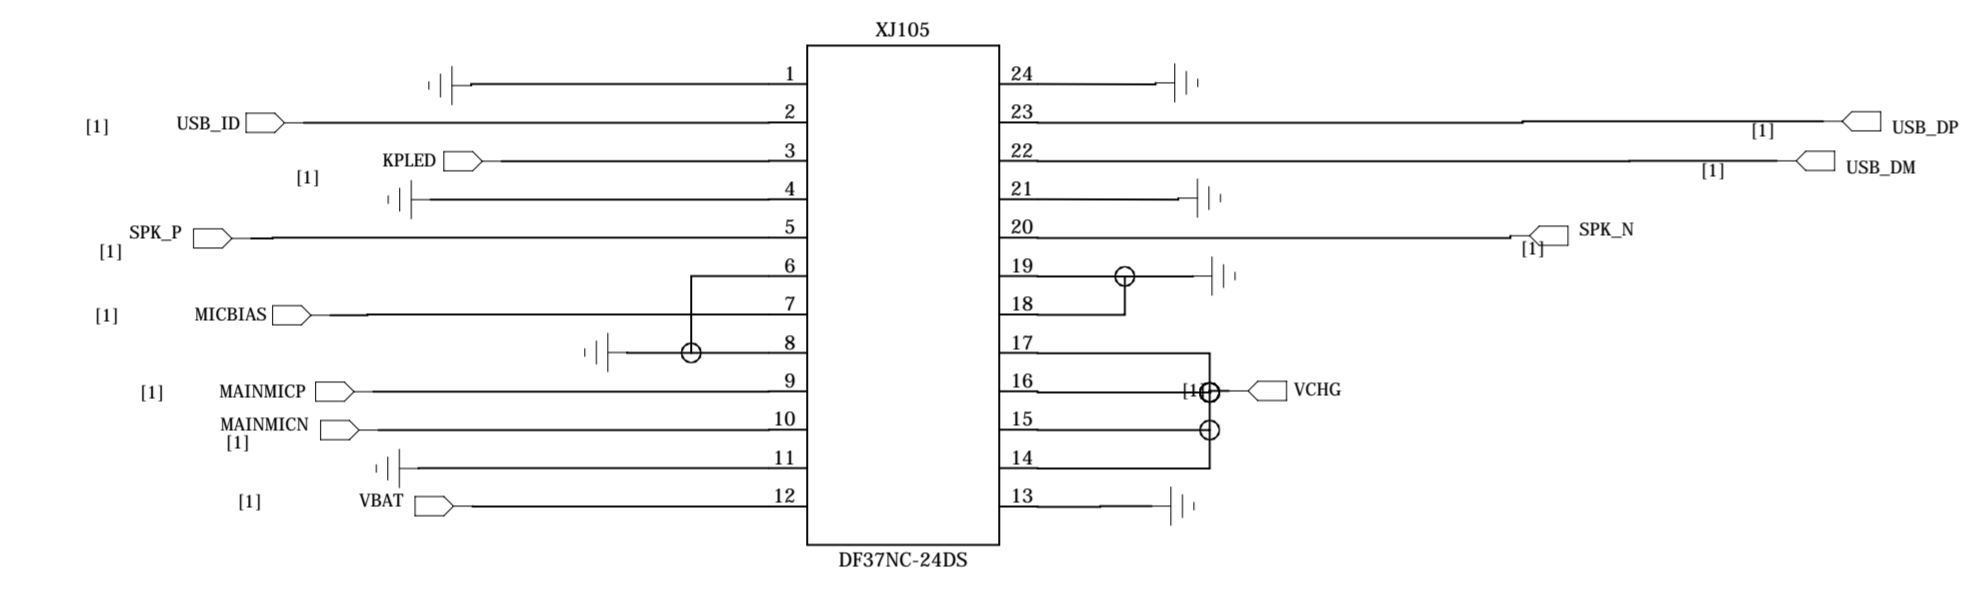 XJ105
1 24
[1] USB_ID 2 23 [1] USB_DP
KPLED 3 22 [1] USB_DM
[1]
4 21
SPK_P 5 20 SPK_N
[1] [1]
6 19
[1] MICBIAS 7 18
8 17
[1] MAINMICP 9 16 [1] VCHG
MAINMICN 10 15
[1]
11 14
[1] VBAT 12 13
DF37NC-24DS